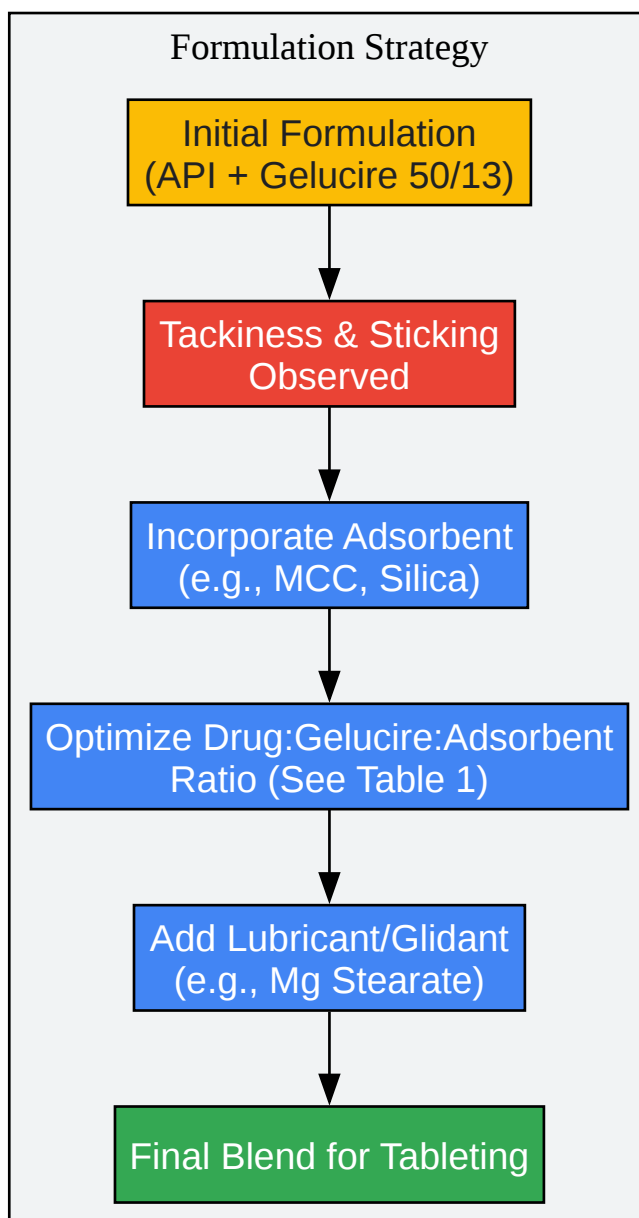 Formulation Strategy
Initial Formulation
(API + Gelucire 50/13)
Tackiness & Sticking
Observed
Incorporate Adsorbent
(e.g., MCC, Silica)
Optimize Drug:Gelucire:Adsorbent
Ratio (See Table 1)
Add Lubricant/Glidant
(e.g., Mg Stearate)
Final Blend for Tableting